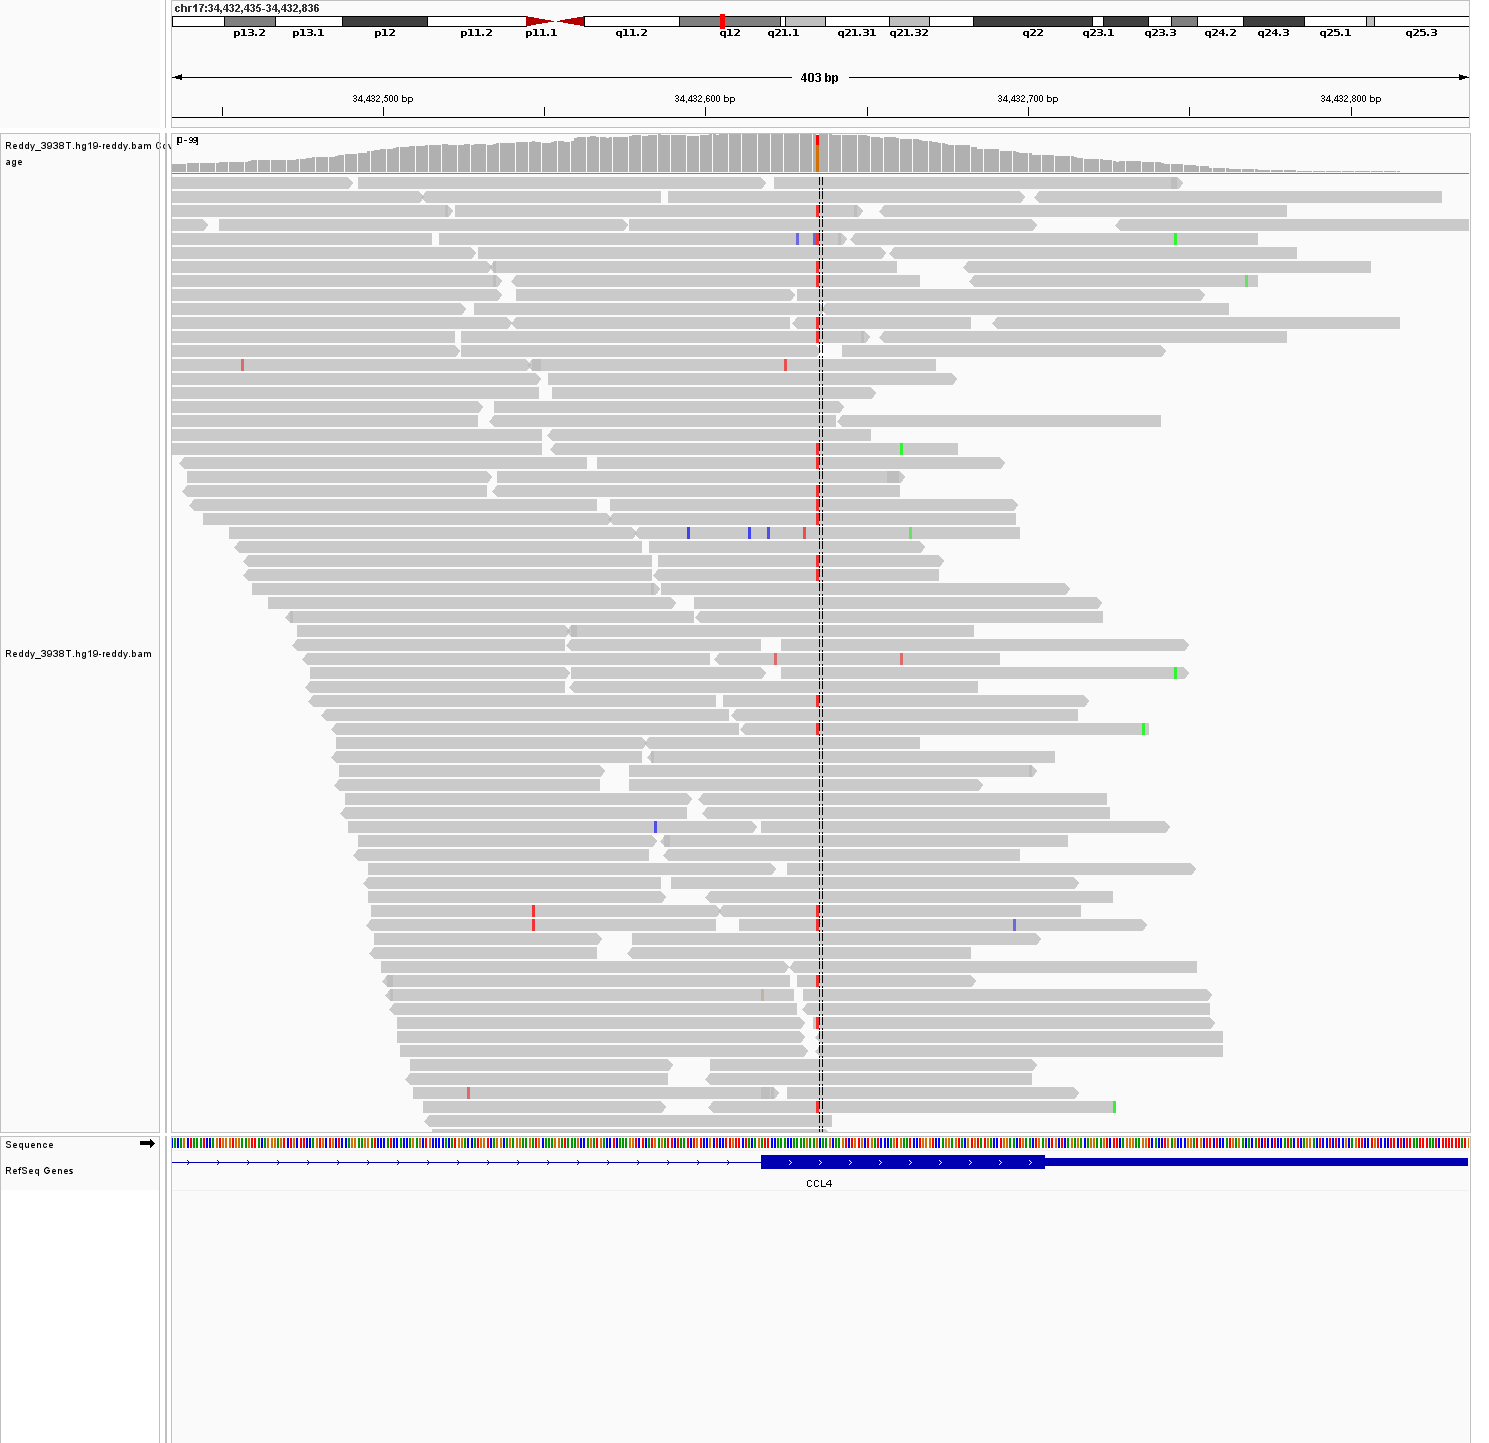 chr17:34,432,435-34,432,836
p13.2 p13.1 p12 p11.2 p11.1 q11.2 q12 q21.1 q21.31 q21.32 q22 q23.1 q23.3 q24.2 q24.3 q25.1 q25.3
403 bp
34,432,500 bp 34,432,600 bp 34,432,700 bp 34,432,800 bp
[0 - 99]
Reddy_3938T.hg19-reddy.bam Cov
age
Reddy_3938T.hg19-reddy.bam
Sequence
RefSeq Genes
CCL4